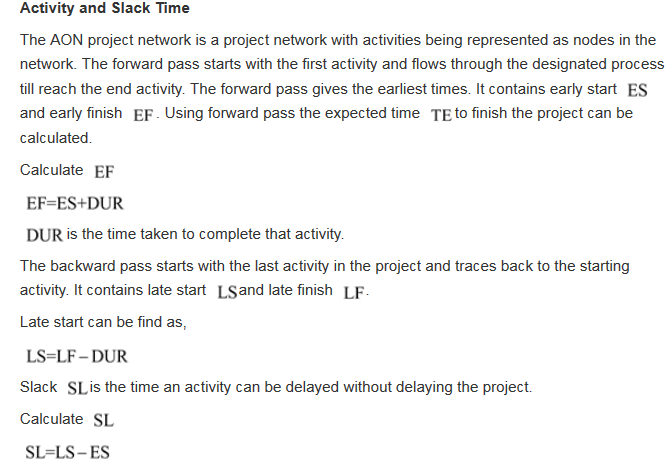 Activity and Slack Time
The AON project network is a project network with activities being represented as nodes in the
network. The forward pass starts with the first activity and flows through the designated process
till reach the end activity. The forward pass gives the earliest times. It contains early start ES
and early finish EF. Using forward pass the expected time TE to finish the project can be
calculated.
Calculate EF
EF=ES+DUR
DUR is the time taken to complete that activity.
The backward pass starts with the last activity in the project and traces back to the starting
activity. It contains late start LS and late finish LF.
Late start can be find as,
LS=LF–DUR
Slack SL is the time an activity can be delayed without delaying the project.
Calculate SL
SL=LS–ES